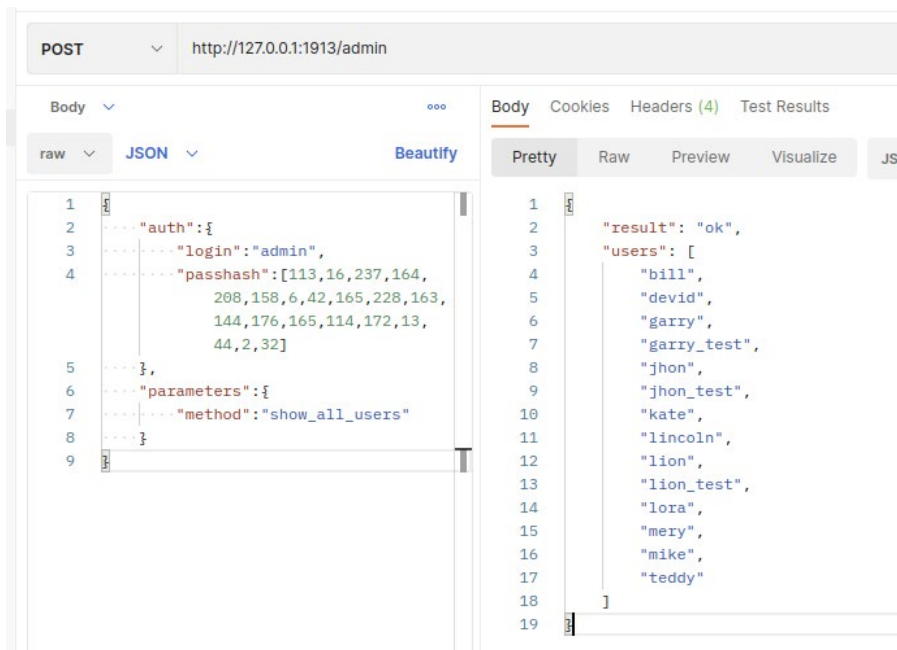 POST http://127.0.0.1:1913/admin
Body
raw JSON Beautify
1 {
2 "auth":{
3 "login":"admin",
4 "passhash":[113,16,237,164,
208,158,6,42,165,228,163,
144,176,165,114,172,13,
44,2,32]
5 },
6 "parameters":{
7 "method":"show_all_users"
8 }
9 }
Body Cookies Headers (4) Test Results
Pretty Raw Preview Visualize JS
1 {
2 "result": "ok",
3 "users": [
4 "bill",
5 "devid",
6 "garry",
7 "garry_test",
8 "jhon",
9 "jhon_test",
10 "kate",
11 "lincoln",
12 "lion",
13 "lion_test",
14 "lora",
15 "mery",
16 "mike",
17 "teddy"
18 ]
19 }